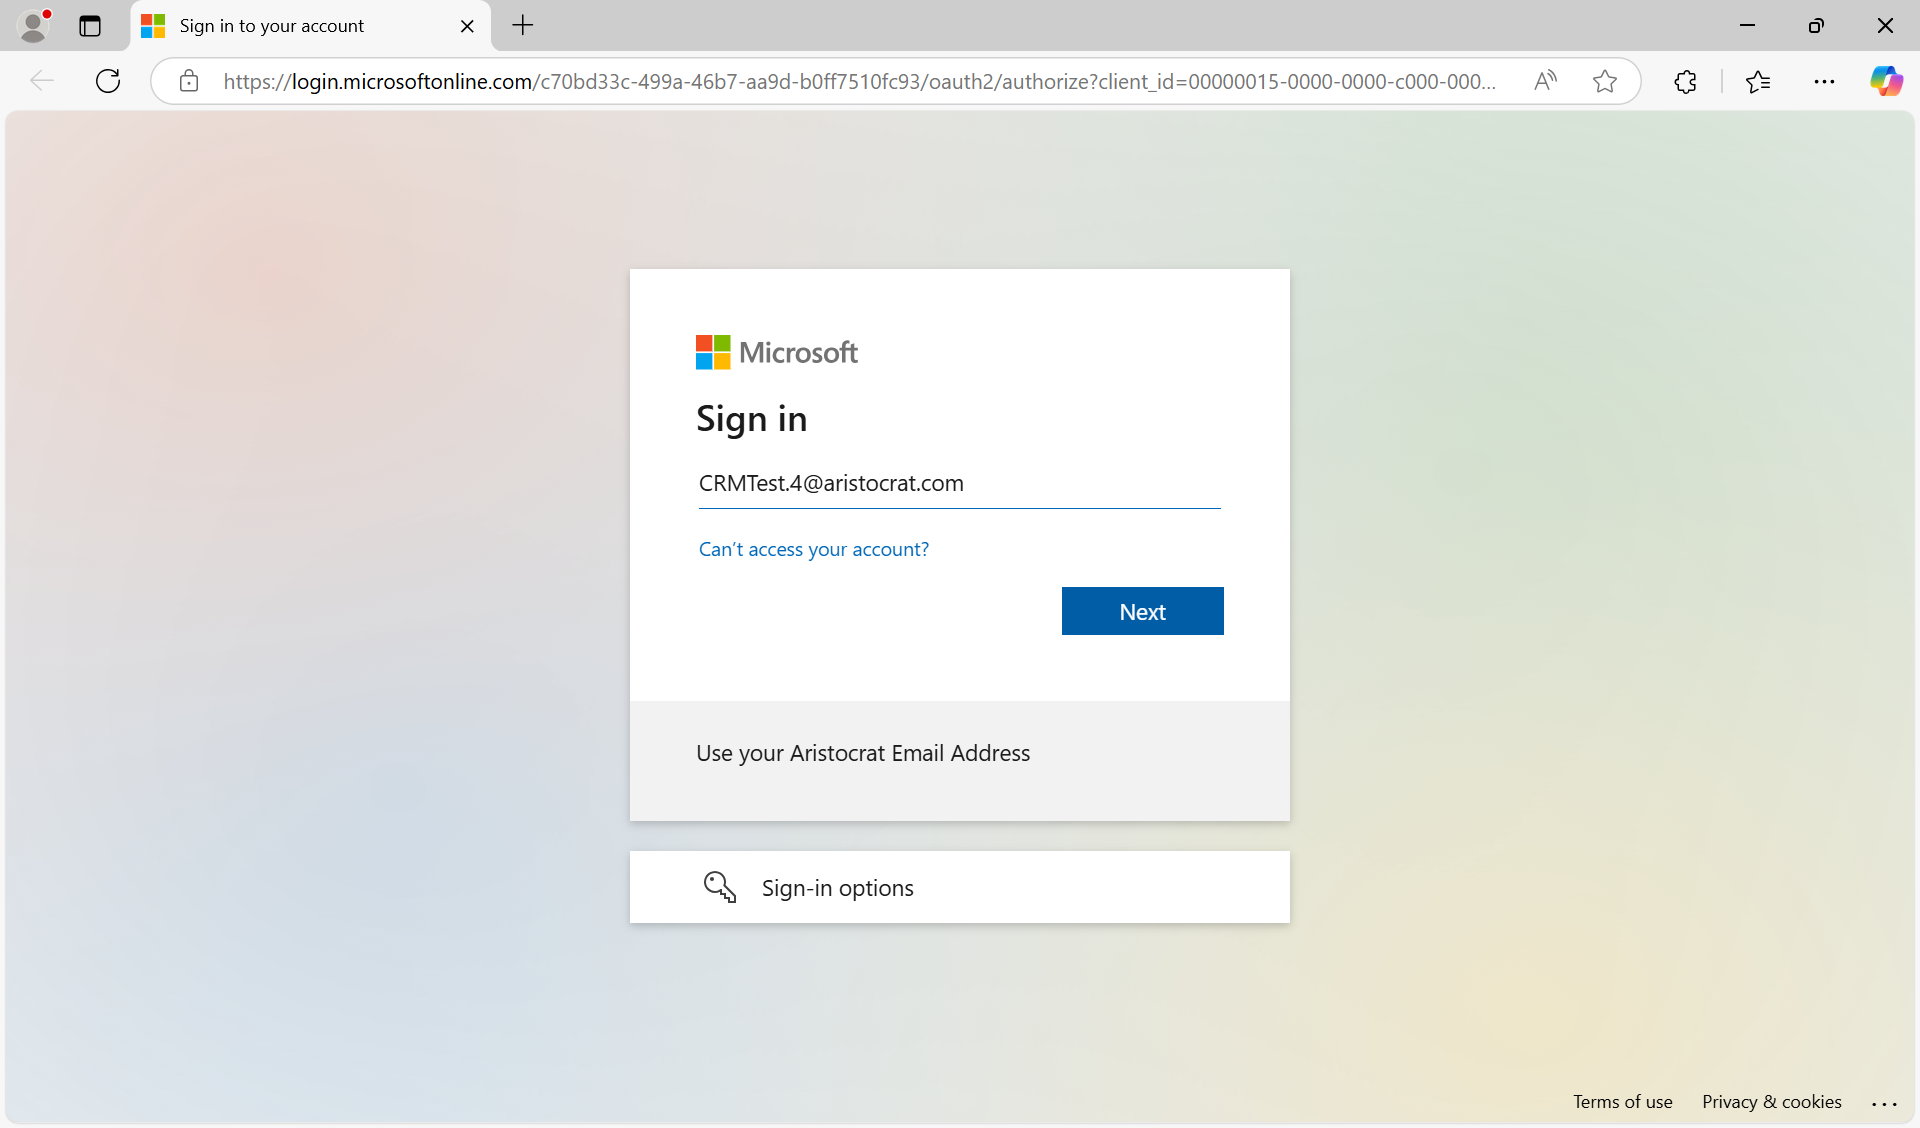 Sign in to your account
https://login.microsoftonline.com/c70bd33c-499a-46b7-aa9d-b0ff7510fc93/oauth2/authorize?client_id=00000015-0000-0000-c000-000...
Microsoft
Sign in
CRMTest.4@aristocrat.com
Can't access your account?
Next
Use your Aristocrat Email Address
Sign-in options
Terms of use Privacy & cookies ...